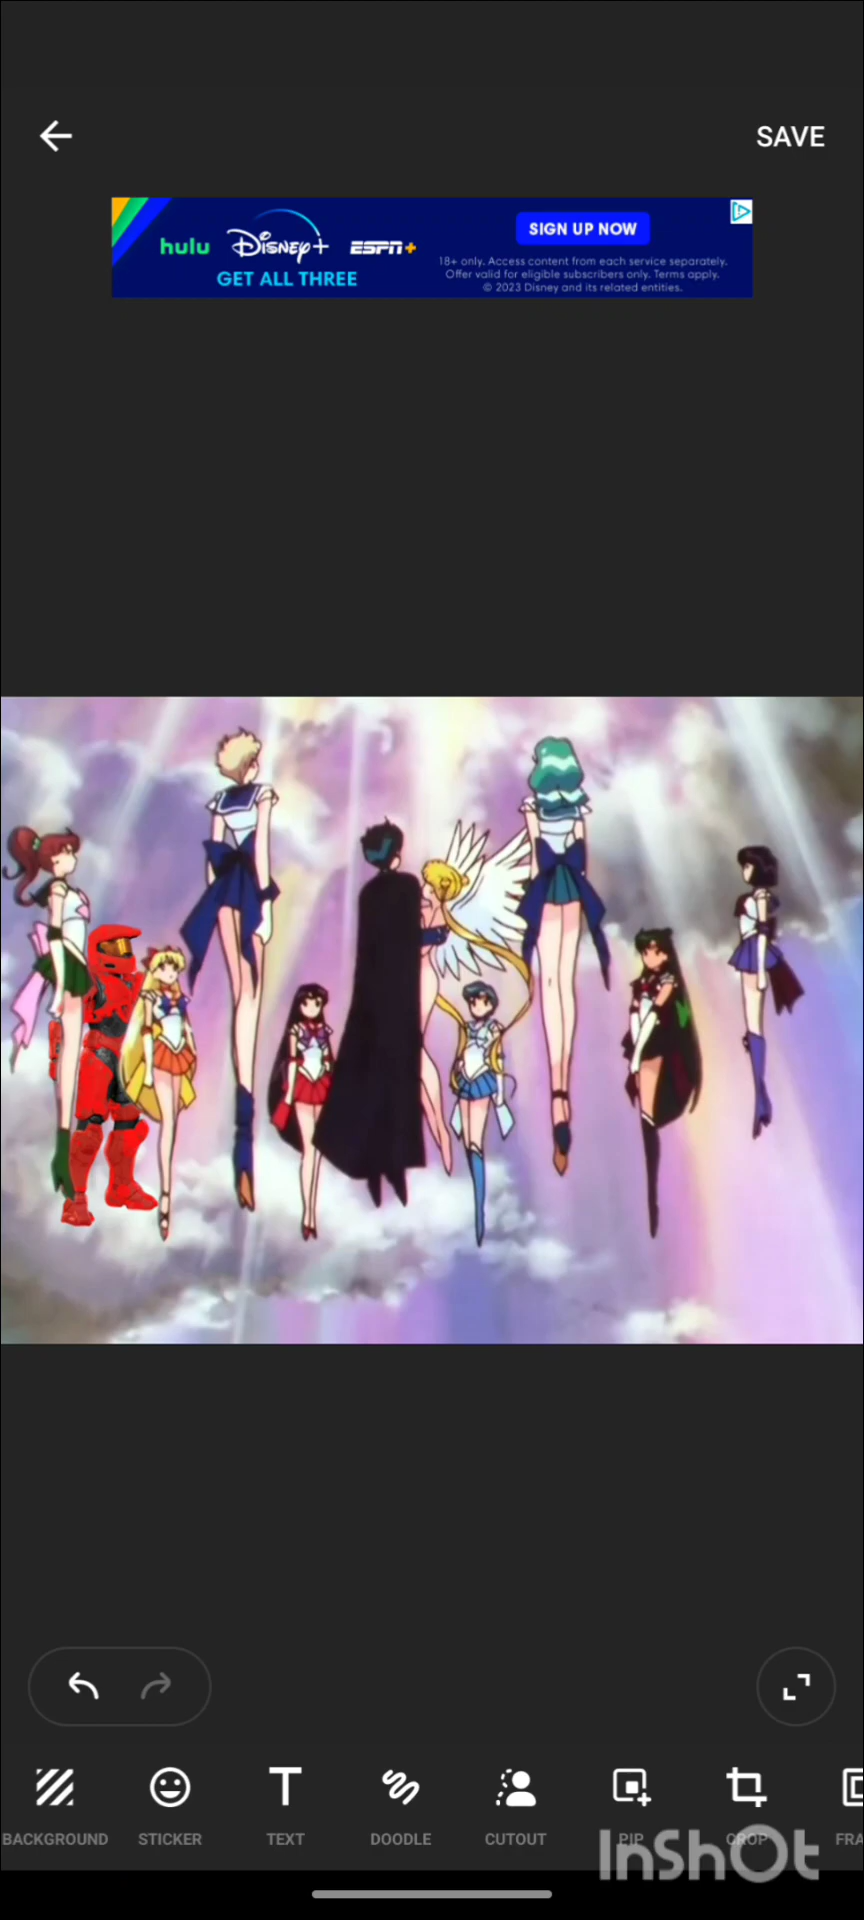 SAVE
hulu Disney+ ESPN+
GET ALL THREE
SIGN UP NOW
18+ only. Access content from each service separately.
Offer valid for eligible subscribers only. Terms apply.
© 2023 Disney and its related entities.
BACKGROUND STICKER TEXT DOODLE CUTOUT PIP CROP FRA
InShOt